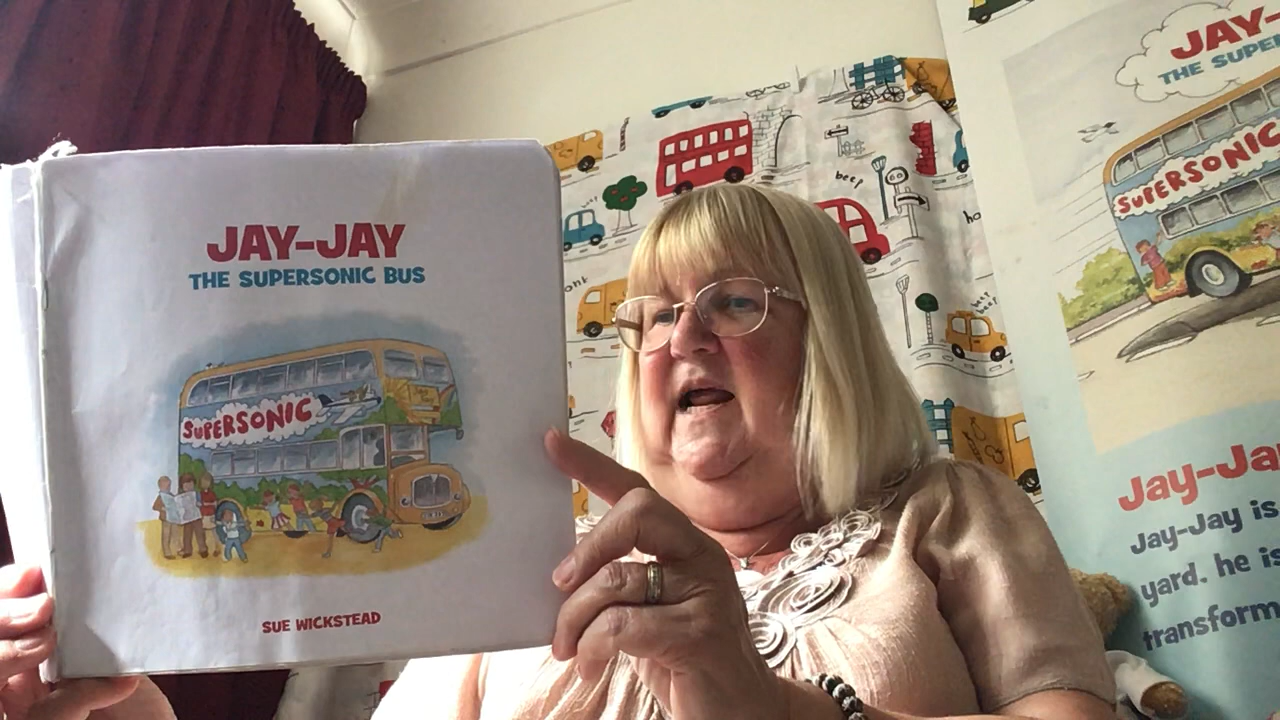 JAY-JAY
THE SUPERSONIC BUS
SUPERSONIC
SUE WICKSTEAD
beep
JAY-
THE SUPE
SUPERSONIC
Jay-Ja
Jay-Jay is
yard. he is
transform